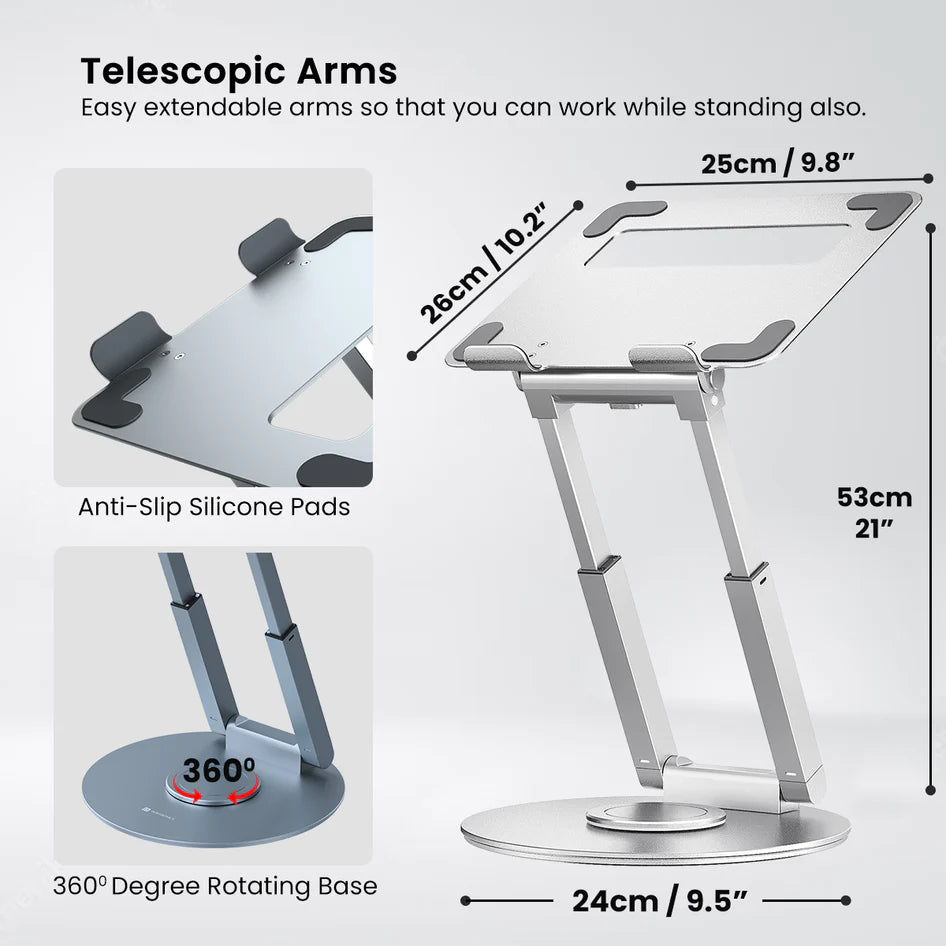 Telescopic Arms
Easy extendable arms so that you can work while standing also.
25cm / 9.8”
26cm / 10.2”
Anti-Slip Silicone Pads
53cm
21”
360⁰
360⁰ Degree Rotating Base
24cm / 9.5”